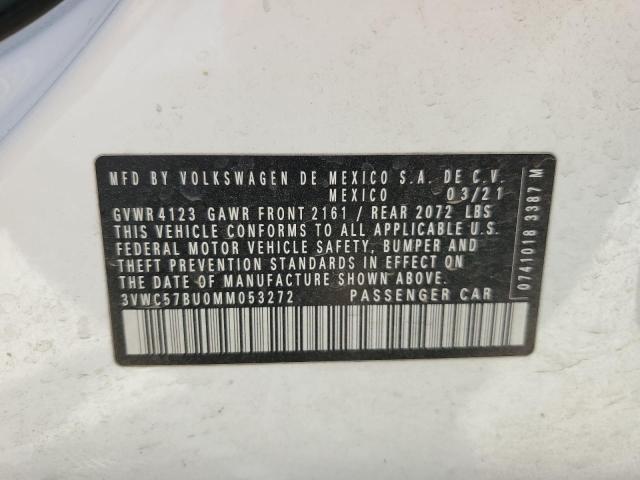 MFD BY VOLKSWAGEN DE MEXICO S.A. DE C.V.
MEXICO 03/21
GVWR 4123 GAWR FRONT 2161 / REAR 2072 LBS
THIS VEHICLE CONFORMS TO ALL APPLICABLE U.S.
FEDERAL MOTOR VEHICLE SAFETY, BUMPER AND
THEFT PREVENTION STANDARDS IN EFFECT ON
THE DATE OF MANUFACTURE SHOWN ABOVE.
3VWC57BU0MM053272 PASSENGER CAR
0741018 3387 M